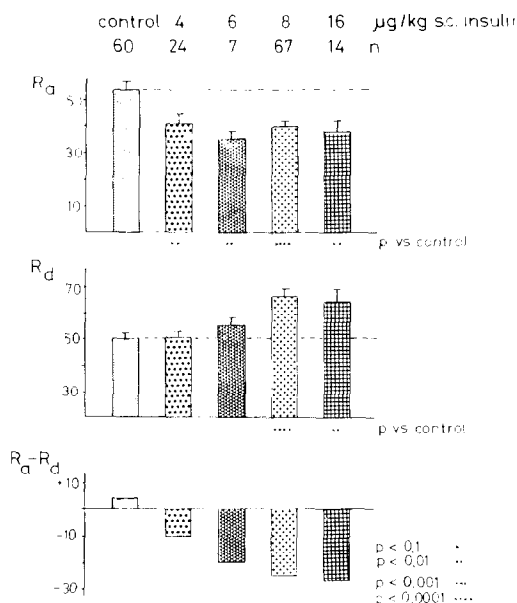 control 4 6 8 16 µg/kg s.c. insulin
60 24 7 67 14 n
Ra
50
30
10
.. .. .... .. p vs control
Rd
70
50
30
.... .. p vs control
Ra-Rd
+10
-10
-30
p < 0,1 .
p < 0,01 ..
p < 0,001 ...
p < 0,0001 ....